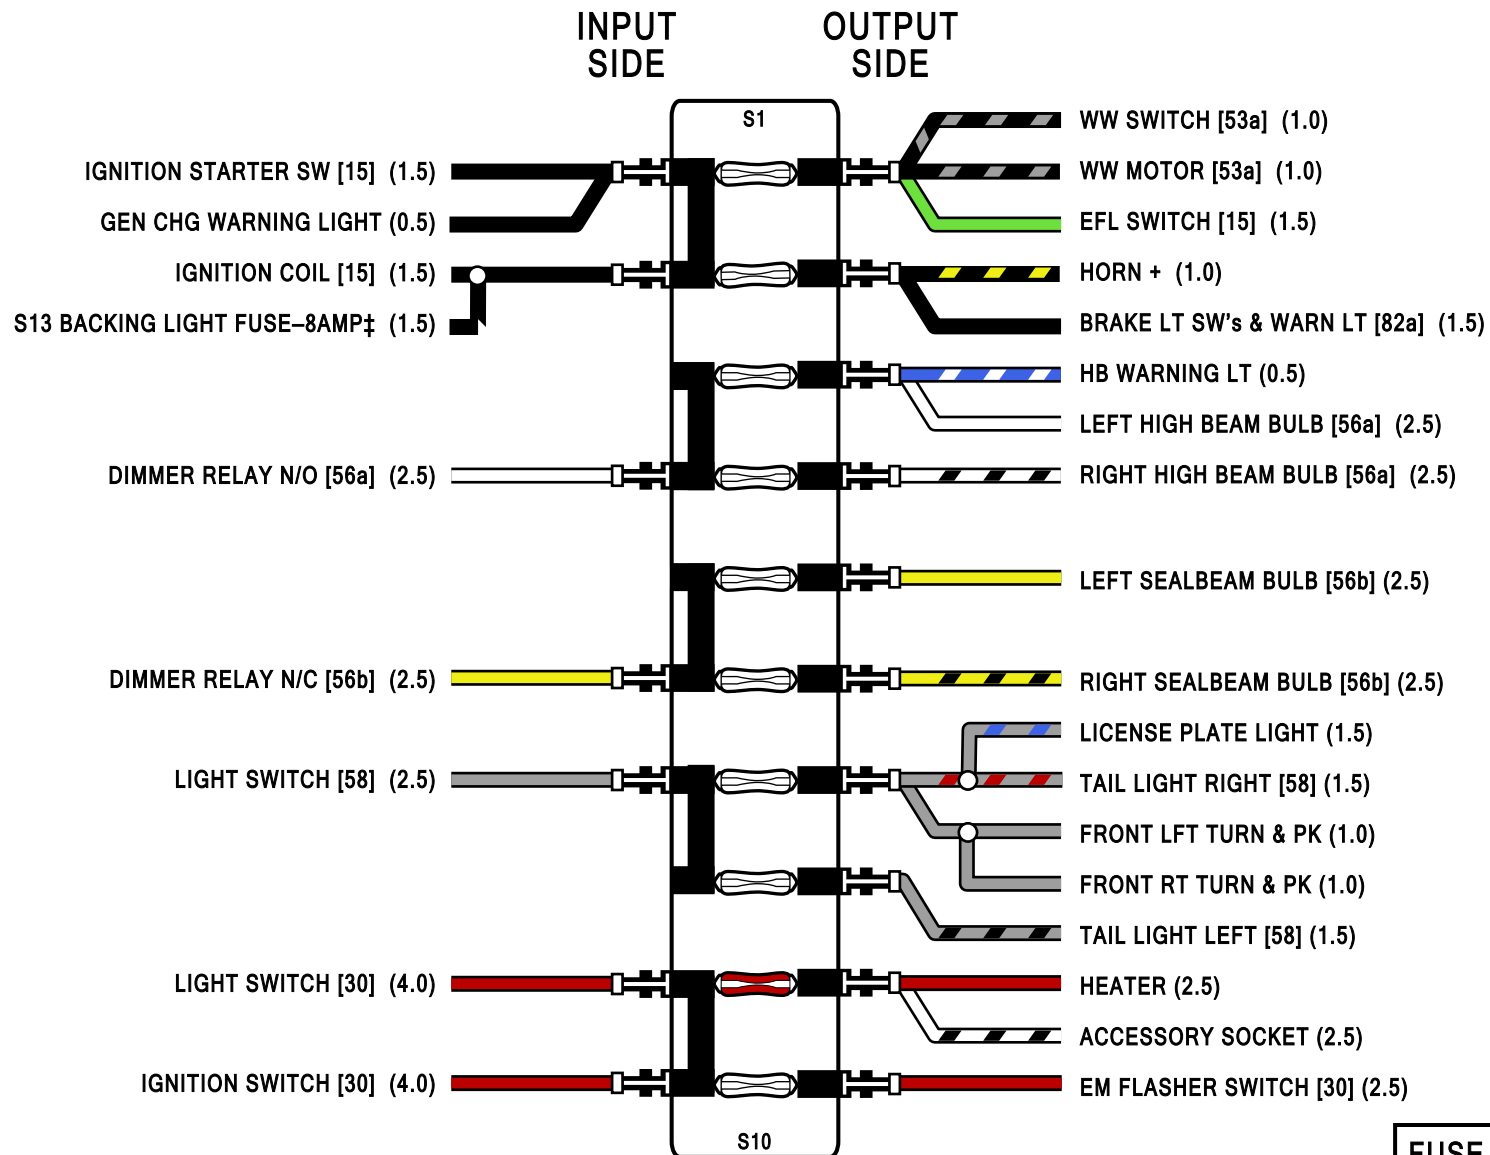 INPUT
SIDE
OUTPUT
SIDE
S1
WW SWITCH [53a] (1.0)
IGNITION STARTER SW [15] (1.5)
WW MOTOR [53a] (1.0)
GEN CHG WARNING LIGHT (0.5)
EFL SWITCH [15] (1.5)
IGNITION COIL [15] (1.5)
HORN + (1.0)
S13 BACKING LIGHT FUSE–8AMP‡ (1.5)
BRAKE LT SW's & WARN LT [82a] (1.5)
HB WARNING LT (0.5)
LEFT HIGH BEAM BULB [56a] (2.5)
DIMMER RELAY N/O [56a] (2.5)
RIGHT HIGH BEAM BULB [56a] (2.5)
LEFT SEALBEAM BULB [56b] (2.5)
DIMMER RELAY N/C [56b] (2.5)
RIGHT SEALBEAM BULB [56b] (2.5)
LICENSE PLATE LIGHT (1.5)
LIGHT SWITCH [58] (2.5)
TAIL LIGHT RIGHT [58] (1.5)
FRONT LFT TURN & PK (1.0)
FRONT RT TURN & PK (1.0)
TAIL LIGHT LEFT [58] (1.5)
LIGHT SWITCH [30] (4.0)
HEATER (2.5)
ACCESSORY SOCKET (2.5)
IGNITION SWITCH [30] (4.0)
EM FLASHER SWITCH [30] (2.5)
S10
FUSE